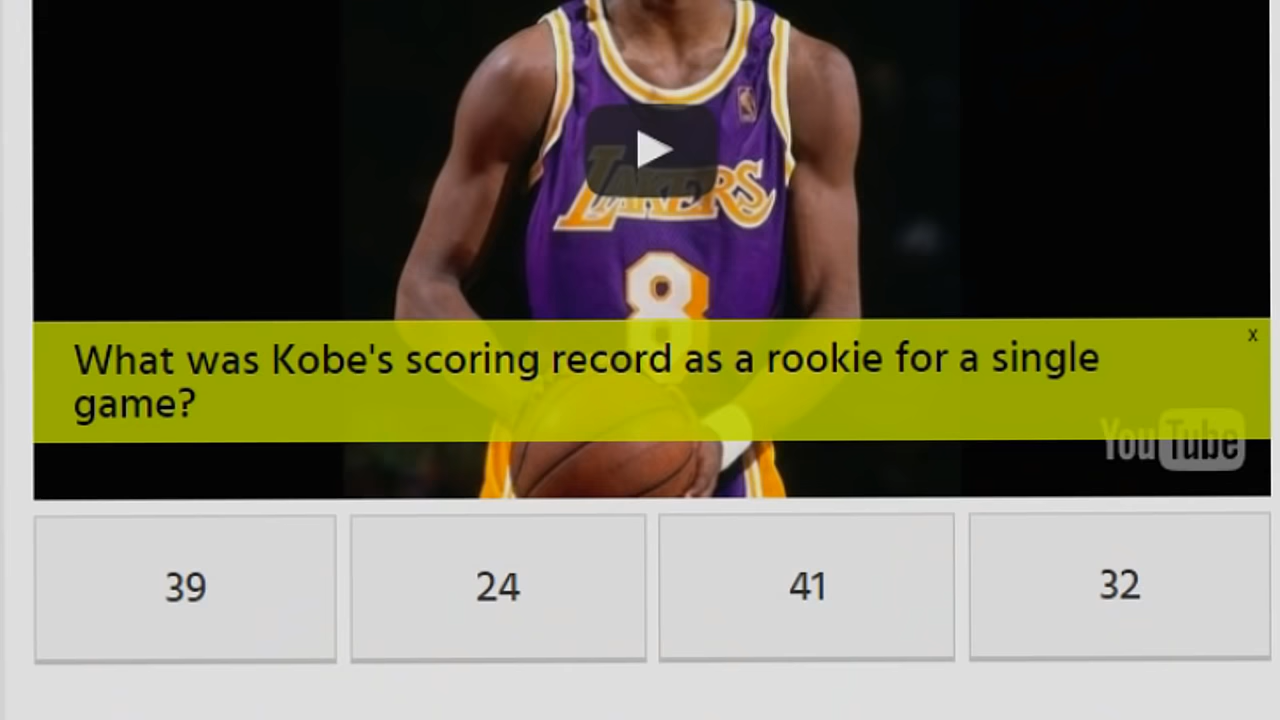 LAKERS
8
What was Kobe's scoring record as a rookie for a single
game?
x
YouTube
39
24
41
32